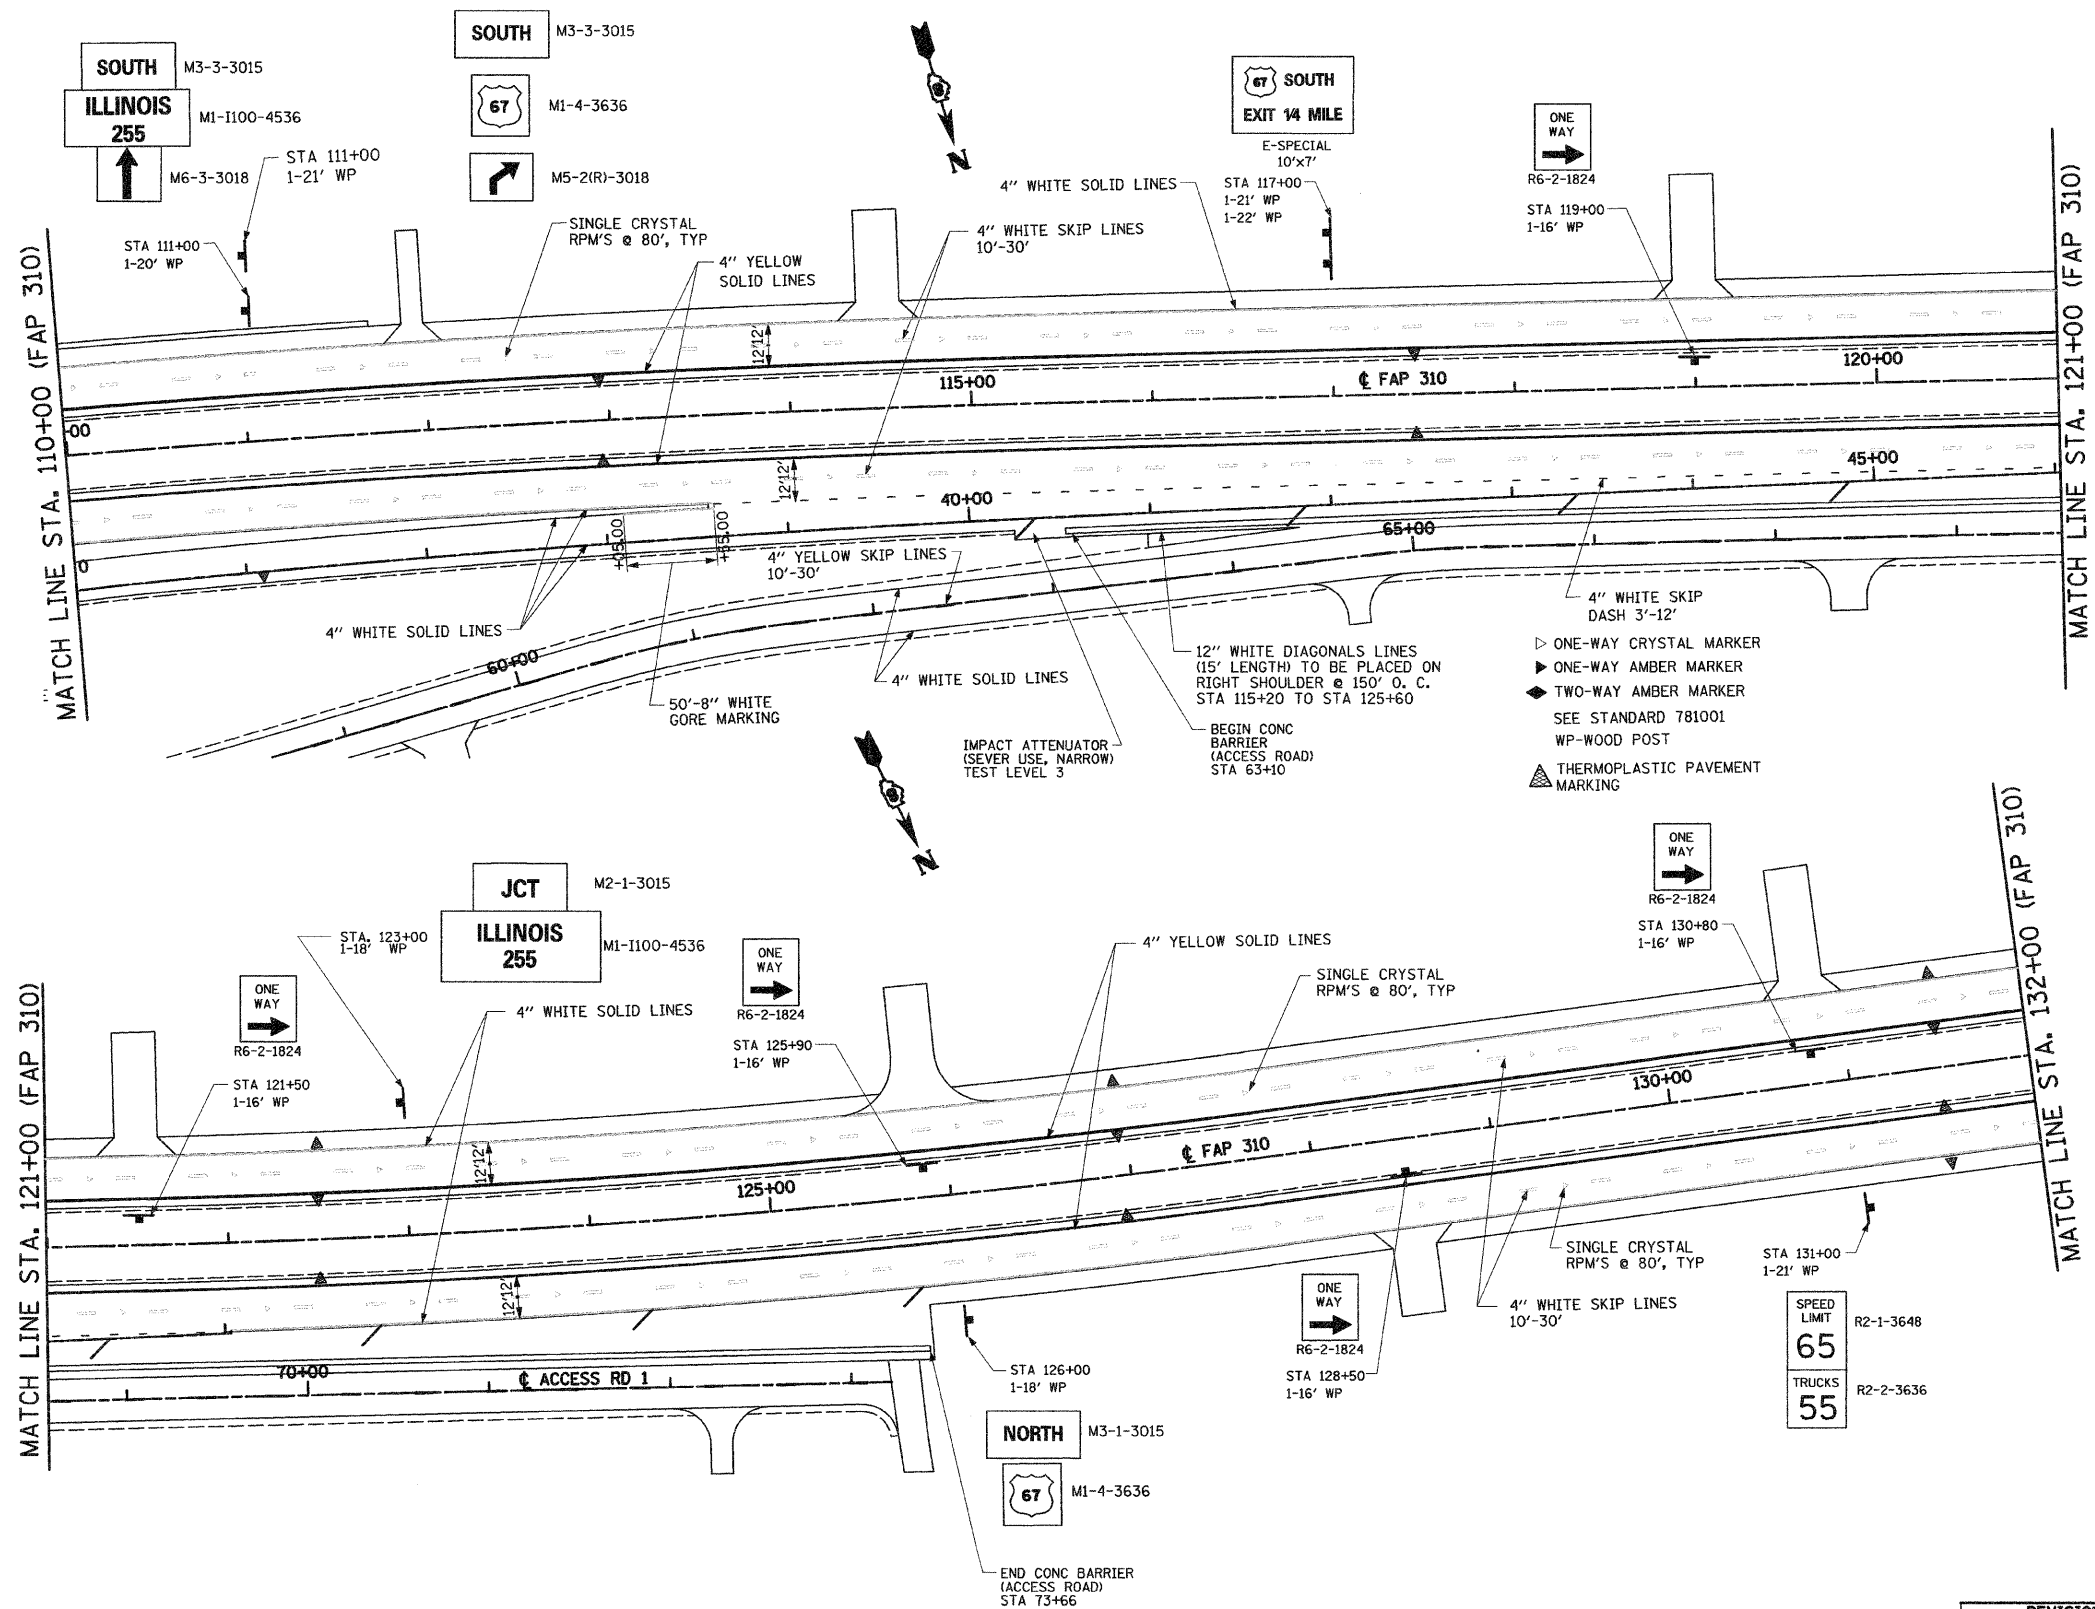 SOUTH
M3-3-3015
ILLINOIS
255
M1-I100-4536
M6-3-3018
STA 111+00
1-21' WP
STA 111+00
1-20' WP
SOUTH
M3-3-3015
67
M1-4-3636
M5-2(R)-3018
SINGLE CRYSTAL
RPM'S @ 80', TYP
4" YELLOW
SOLID LINES
N
4" WHITE SKIP LINES
10'-30'
4" WHITE SOLID LINES
67 SOUTH
EXIT 1/4 MILE
E-SPECIAL
10'x7'
STA 117+00
1-21' WP
1-22' WP
ONE
WAY
R6-2-1824
STA 119+00
1-16' WP
MATCH LINE STA. 110+00 (FAP 310)
MATCH LINE STA. 121+00 (FAP 310)
12'12'
115+00
℄ FAP 310
120+00
-00
12'12'
40+00
45+00
0
+05.00
+55.00
65+00
60+00
4" YELLOW SKIP LINES
10'-30'
4" WHITE SOLID LINES
4" WHITE SOLID LINES
50'-8" WHITE
GORE MARKING
IMPACT ATTENUATOR
(SEVER USE, NARROW)
TEST LEVEL 3
12" WHITE DIAGONALS LINES
(15' LENGTH) TO BE PLACED ON
RIGHT SHOULDER @ 150' O. C.
STA 115+20 TO STA 125+60
BEGIN CONC
BARRIER
(ACCESS ROAD)
STA 63+10
4" WHITE SKIP
DASH 3'-12'
ONE-WAY CRYSTAL MARKER
ONE-WAY AMBER MARKER
TWO-WAY AMBER MARKER
SEE STANDARD 781001
WP-WOOD POST
THERMOPLASTIC PAVEMENT
MARKING
N
JCT
M2-1-3015
ILLINOIS
255
M1-I100-4536
STA. 123+00
1-18' WP
ONE
WAY
R6-2-1824
STA 121+50
1-16' WP
4" WHITE SOLID LINES
ONE
WAY
R6-2-1824
STA 125+90
1-16' WP
4" YELLOW SOLID LINES
SINGLE CRYSTAL
RPM'S @ 80', TYP
ONE
WAY
R6-2-1824
STA 130+80
1-16' WP
MATCH LINE STA. 121+00 (FAP 310)
MATCH LINE STA. 132+00 (FAP 310)
12'12'
125+00
℄ FAP 310
130+00
12'12'
70+00
℄ ACCESS RD 1
STA 126+00
1-18' WP
NORTH
M3-1-3015
67
M1-4-3636
END CONC BARRIER
(ACCESS ROAD)
STA 73+66
ONE
WAY
R6-2-1824
STA 128+50
1-16' WP
SINGLE CRYSTAL
RPM'S @ 80', TYP
4" WHITE SKIP LINES
10'-30'
STA 131+00
1-21' WP
SPEED
LIMIT
65
R2-1-3648
TRUCKS
55
R2-2-3636